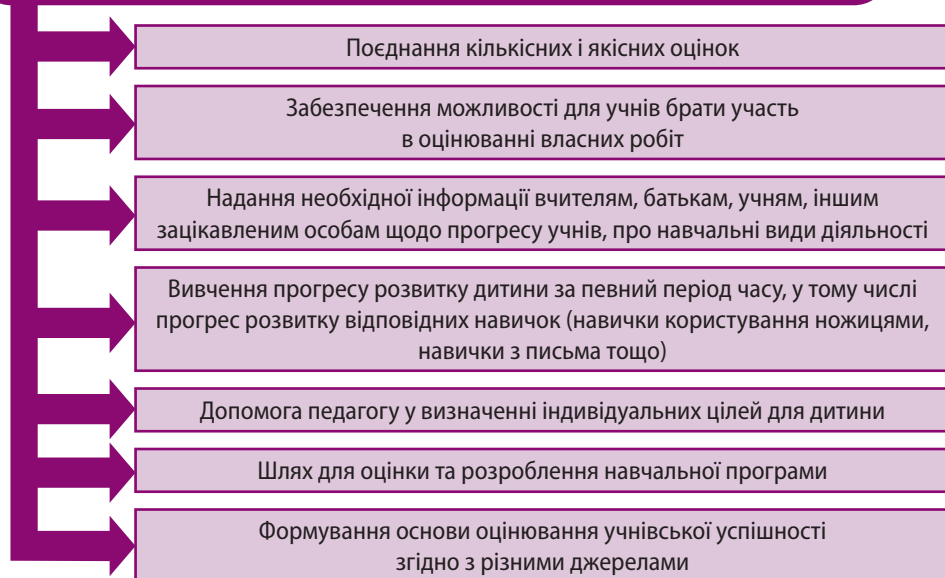 Поєднання кількісних і якісних оцінок
Забезпечення можливості для учнів брати участь
в оцінюванні власних робіт
Надання необхідної інформації вчителям, батькам, учням, іншим
зацікавленим особам щодо прогресу учнів, про навчальні види діяльності
Вивчення прогресу розвитку дитини за певний період часу, у тому числі
прогрес розвитку відповідних навичок (навички користування ножицями,
навички з письма тощо)
Допомога педагогу у визначенні індивідуальних цілей для дитини
Шлях для оцінки та розроблення навчальної програми
Формування основи оцінювання учнівської успішності
згідно з різними джерелами